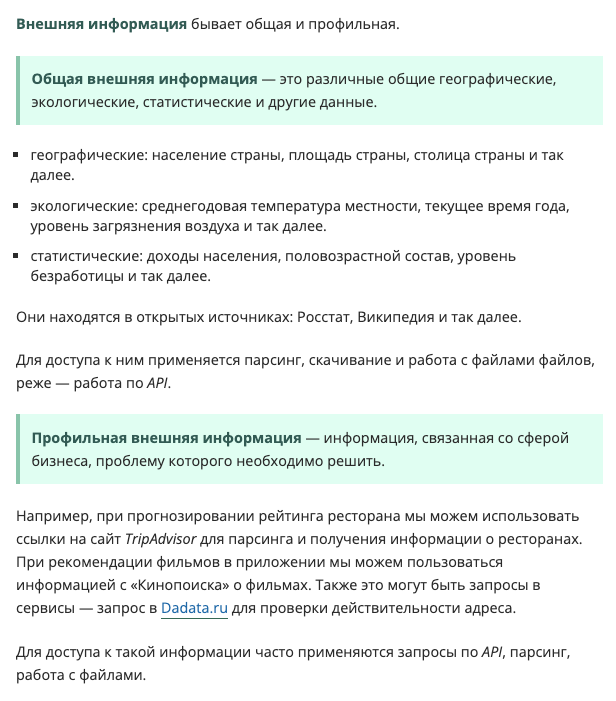 Внешняя информация бывает общая и профильная.
Общая внешняя информация — это различные общие географические,
экологические, статистические и другие данные.
географические: население страны, площадь страны, столица страны и так
далее.
экологические: среднегодовая температура местности, текущее время года,
уровень загрязнения воздуха и так далее.
статистические: доходы населения, половозрастной состав, уровень
безработицы и так далее.
Они находятся в открытых источниках: Росстат, Википедия и так далее.
Для доступа к ним применяется парсинг, скачивание и работа с файлами файлов,
реже — работа по API.
Профильная внешняя информация — информация, связанная со сферой
бизнеса, проблему которого необходимо решить.
Например, при прогнозировании рейтинга ресторана мы можем использовать
ссылки на сайт TripAdvisor для парсинга и получения информации о ресторанах.
При рекомендации фильмов в приложении мы можем пользоваться
информацией с «Кинопоиска» о фильмах. Также это могут быть запросы в
сервисы — запрос в Dadata.ru для проверки действительности адреса.
Для доступа к такой информации часто применяются запросы по API, парсинг,
работа с файлами.